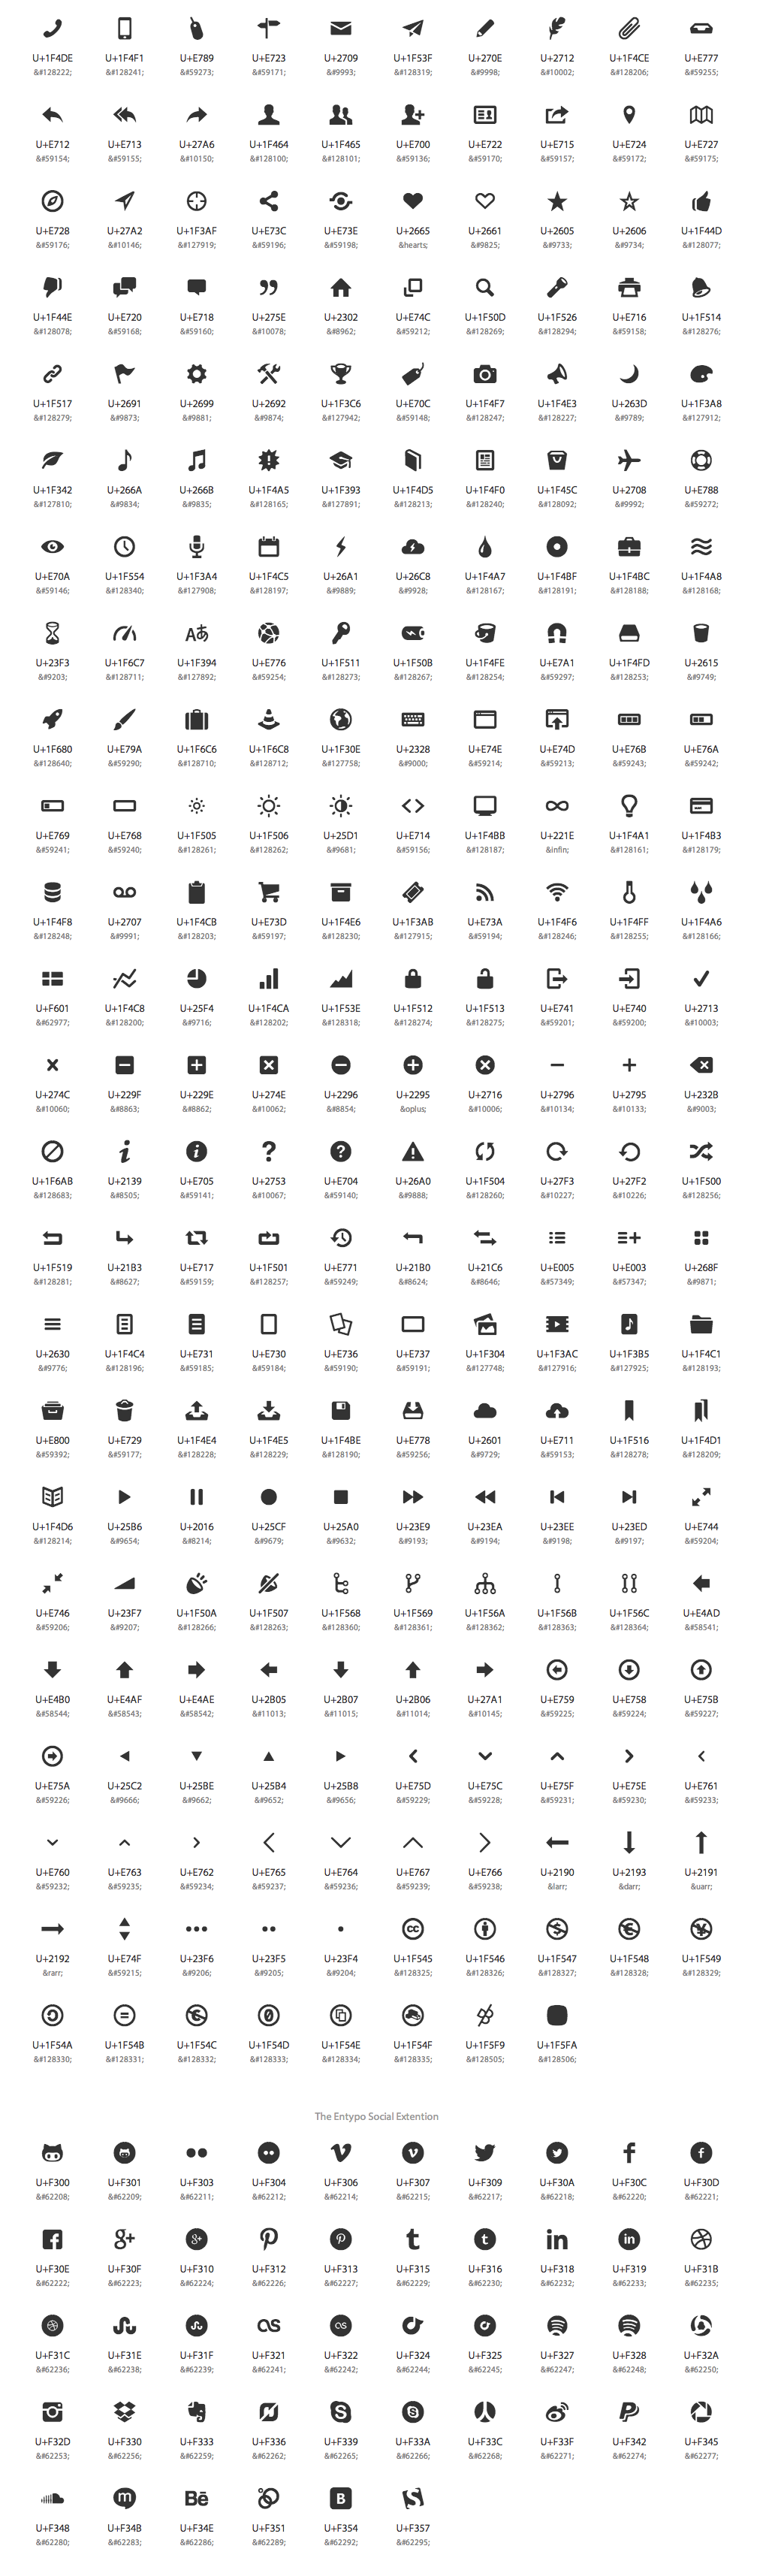 U+1F4DE U+1F4F1 U+E789 U+E723 U+2709 U+1F53F U+270E U+2712 U+1F4CE U+E777
&#128222; &#128241; &#59273; &#59171; &#9993; &#128319; &#9998; &#10002; &#128206; &#59255;
U+E712 U+E713 U+27A6 U+1F464 U+1F465 U+E700 U+E722 U+E715 U+E724 U+E727
&#59154; &#59155; &#10150; &#128100; &#128101; &#59136; &#59170; &#59157; &#59172; &#59175;
U+E728 U+27A2 U+1F3AF U+E73C U+E73E U+2665 U+2661 U+2605 U+2606 U+1F44D
&#59176; &#10146; &#127919; &#59196; &#59198; &hearts; &#9825; &#9733; &#9734; &#128077;
U+1F44E U+E720 U+E718 U+275E U+2302 U+E74C U+1F50D U+1F526 U+E716 U+1F514
&#128078; &#59168; &#59160; &#10078; &#8962; &#59212; &#128269; &#128294; &#59158; &#128276;
U+1F517 U+2691 U+2699 U+2692 U+1F3C6 U+E70C U+1F4F7 U+1F4E3 U+263D U+1F3A8
&#128279; &#9873; &#9881; &#9874; &#127942; &#59148; &#128247; &#128227; &#9789; &#127912;
U+1F342 U+266A U+266B U+1F4A5 U+1F393 U+1F4D5 U+1F4F0 U+1F45C U+2708 U+E788
&#127810; &#9834; &#9835; &#128165; &#127891; &#128213; &#128240; &#128092; &#9992; &#59272;
U+E70A U+1F554 U+1F3A4 U+1F4C5 U+26A1 U+26C8 U+1F4A7 U+1F4BF U+1F4BC U+1F4A8
&#59146; &#128340; &#127908; &#128197; &#9889; &#9928; &#128167; &#128191; &#128188; &#128168;
U+23F3 U+1F6C7 U+1F394 U+E776 U+1F511 U+1F50B U+1F4FE U+E7A1 U+1F4FD U+2615
&#9203; &#128711; &#127892; &#59254; &#128273; &#128267; &#128254; &#59297; &#128253; &#9749;
U+1F680 U+E79A U+1F6C6 U+1F6C8 U+1F30E U+2328 U+E74E U+E74D U+E76B U+E76A
&#128640; &#59290; &#128710; &#128712; &#127758; &#9000; &#59214; &#59213; &#59243; &#59242;
U+E769 U+E768 U+1F505 U+1F506 U+25D1 U+E714 U+1F4BB U+221E U+1F4A1 U+1F4B3
&#59241; &#59240; &#128261; &#128262; &#9681; &#59156; &#128187; &infin; &#128161; &#128179;
U+1F4F8 U+2707 U+1F4CB U+E73D U+1F4E6 U+1F3AB U+E73A U+1F4F6 U+1F4FF U+1F4A6
&#128248; &#9991; &#128203; &#59197; &#128230; &#127915; &#59194; &#128246; &#128255; &#128166;
U+F601 U+1F4C8 U+25F4 U+1F4CA U+1F53E U+1F512 U+1F513 U+E741 U+E740 U+2713
&#62977; &#128200; &#9716; &#128202; &#128318; &#128274; &#128275; &#59201; &#59200; &#10003;
U+274C U+229F U+229E U+274E U+2296 U+2295 U+2716 U+2796 U+2795 U+232B
&#10060; &#8863; &#8862; &#10062; &#8854; &oplus; &#10006; &#10134; &#10133; &#9003;
U+1F6AB U+2139 U+E705 U+2753 U+E704 U+26A0 U+1F504 U+27F3 U+27F2 U+1F500
&#128683; &#8505; &#59141; &#10067; &#59140; &#9888; &#128260; &#10227; &#10226; &#128256;
U+1F519 U+21B3 U+E717 U+1F501 U+E771 U+21B0 U+21C6 U+E005 U+E003 U+268F
&#128281; &#8627; &#59159; &#128257; &#59249; &#8624; &#8646; &#57349; &#57347; &#9871;
U+2630 U+1F4C4 U+E731 U+E730 U+E736 U+E737 U+1F304 U+1F3AC U+1F3B5 U+1F4C1
&#9776; &#128196; &#59185; &#59184; &#59190; &#59191; &#127748; &#127916; &#127925; &#128193;
U+E800 U+E729 U+1F4E4 U+1F4E5 U+1F4BE U+E778 U+2601 U+E711 U+1F516 U+1F4D1
&#59392; &#59177; &#128228; &#128229; &#128190; &#59256; &#9729; &#59153; &#128278; &#128209;
U+1F4D6 U+25B6 U+2016 U+25CF U+25A0 U+23E9 U+23EA U+23EE U+23ED U+E744
&#128214; &#9654; &#8214; &#9679; &#9632; &#9193; &#9194; &#9198; &#9197; &#59204;
U+E746 U+23F7 U+1F50A U+1F507 U+1F568 U+1F569 U+1F56A U+1F56B U+1F56C U+E4AD
&#59206; &#9207; &#128266; &#128263; &#128360; &#128361; &#128362; &#128363; &#128364; &#58541;
U+E4B0 U+E4AF U+E4AE U+2B05 U+2B07 U+2B06 U+27A1 U+E759 U+E758 U+E75B
&#58544; &#58543; &#58542; &#11013; &#11015; &#11014; &#10145; &#59225; &#59224; &#59227;
U+E75A U+25C2 U+25BE U+25B4 U+25B8 U+E75D U+E75C U+E75F U+E75E U+E761
&#59226; &#9666; &#9662; &#9652; &#9656; &#59229; &#59228; &#59231; &#59230; &#59233;
U+E760 U+E763 U+E762 U+E765 U+E764 U+E767 U+E766 U+2190 U+2193 U+2191
&#59232; &#59235; &#59234; &#59237; &#59236; &#59239; &#59238; &larr; &darr; &uarr;
U+2192 U+E74F U+23F6 U+23F5 U+23F4 U+1F545 U+1F546 U+1F547 U+1F548 U+1F549
&rarr; &#59215; &#9206; &#9205; &#9204; &#128325; &#128326; &#128327; &#128328; &#128329;
U+1F54A U+1F54B U+1F54C U+1F54D U+1F54E U+1F54F U+1F5F9 U+1F5FA
&#128330; &#128331; &#128332; &#128333; &#128334; &#128335; &#128505; &#128506;
The Entypo Social Extention
U+F300 U+F301 U+F303 U+F304 U+F306 U+F307 U+F309 U+F30A U+F30C U+F30D
&#62208; &#62209; &#62211; &#62212; &#62214; &#62215; &#62217; &#62218; &#62220; &#62221;
U+F30E U+F30F U+F310 U+F312 U+F313 U+F315 U+F316 U+F318 U+F319 U+F31B
&#62222; &#62223; &#62224; &#62226; &#62227; &#62229; &#62230; &#62232; &#62233; &#62235;
U+F31C U+F31E U+F31F U+F321 U+F322 U+F324 U+F325 U+F327 U+F328 U+F32A
&#62236; &#62238; &#62239; &#62241; &#62242; &#62244; &#62245; &#62247; &#62248; &#62250;
U+F32D U+F330 U+F333 U+F336 U+F339 U+F33A U+F33C U+F33F U+F342 U+F345
&#62253; &#62256; &#62259; &#62262; &#62265; &#62266; &#62268; &#62271; &#62274; &#62277;
U+F348 U+F34B U+F34E U+F351 U+F354 U+F357
&#62280; &#62283; &#62286; &#62289; &#62292; &#62295;